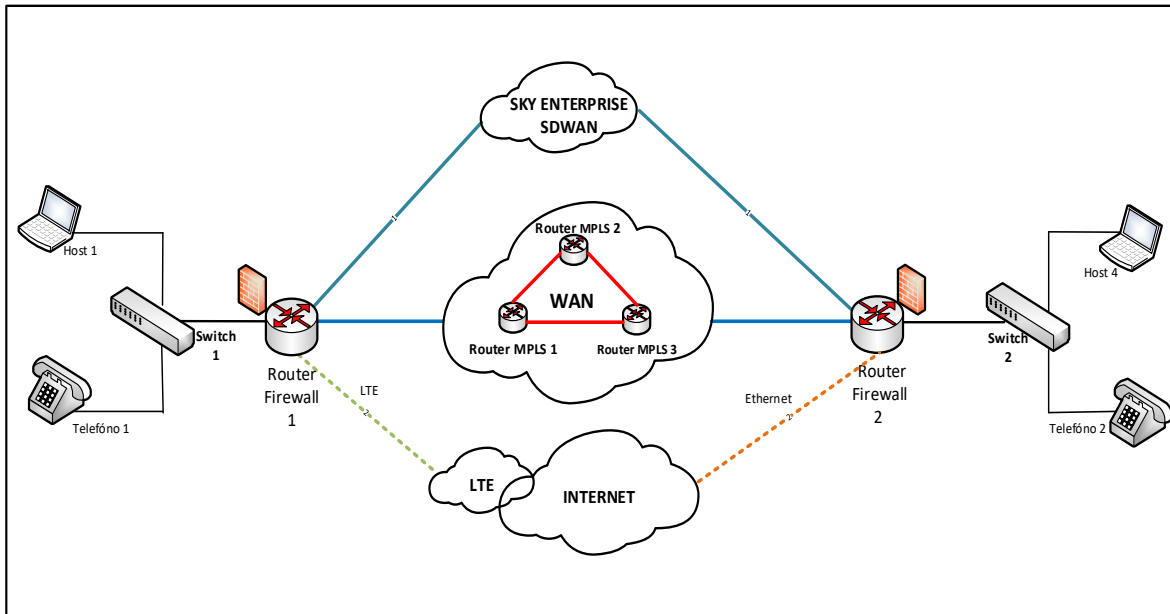 SKY ENTERPRISE
SDWAN
1
1
Host 1
Router MPLS 2
Host 4
WAN
Switch
1
Router MPLS 1
Router MPLS 3
Switch
2
Router
Firewall
1
Router
Firewall
2
LTE
2
Ethernet
2
Telefóno 1
Telefóno 2
LTE
INTERNET